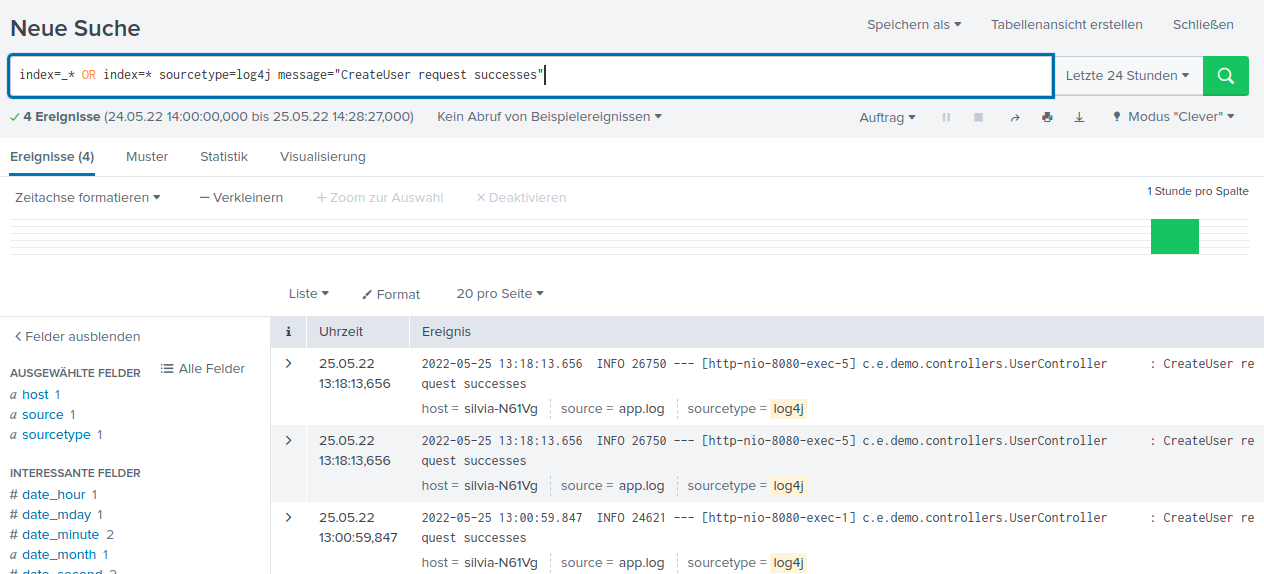 Neue Suche
Speichern als
Tabellenansicht erstellen
Schließen
index=_* OR index=* sourcetype=log4j message="CreateUser request successes"
Letzte 24 Stunden
4 Ereignisse (24.05.22 14:00:00,000 bis 25.05.22 14:28:27,000)
Kein Abruf von Beispielereignissen
Auftrag
Modus "Clever"
Ereignisse (4)
Muster
Statistik
Visualisierung
Zeitachse formatieren
— Verkleinern
+ Zoom zur Auswahl
× Deaktivieren
1 Stunde pro Spalte
Liste
Format
20 pro Seite
Felder ausblenden
i
Uhrzeit
Ereignis
AUSGEWÄHLTE FELDER
Alle Felder
a host 1
a source 1
a sourcetype 1
INTERESSANTE FELDER
# date_hour 1
# date_mday 1
# date_minute 2
a date_month 1
# date_second 2
25.05.22
13:18:13,656
2022-05-25 13:18:13.656 INFO 26750 --- [http-nio-8080-exec-5] c.e.demo.controllers.UserController : CreateUser re
quest successes
host = silvia-N61Vg source = app.log sourcetype = log4j
25.05.22
13:18:13,656
2022-05-25 13:18:13.656 INFO 26750 --- [http-nio-8080-exec-5] c.e.demo.controllers.UserController : CreateUser re
quest successes
host = silvia-N61Vg source = app.log sourcetype = log4j
25.05.22
13:00:59,847
2022-05-25 13:00:59.847 INFO 24621 --- [http-nio-8080-exec-1] c.e.demo.controllers.UserController : CreateUser re
quest successes
host = silvia-N61Vg source = app.log sourcetype = log4j